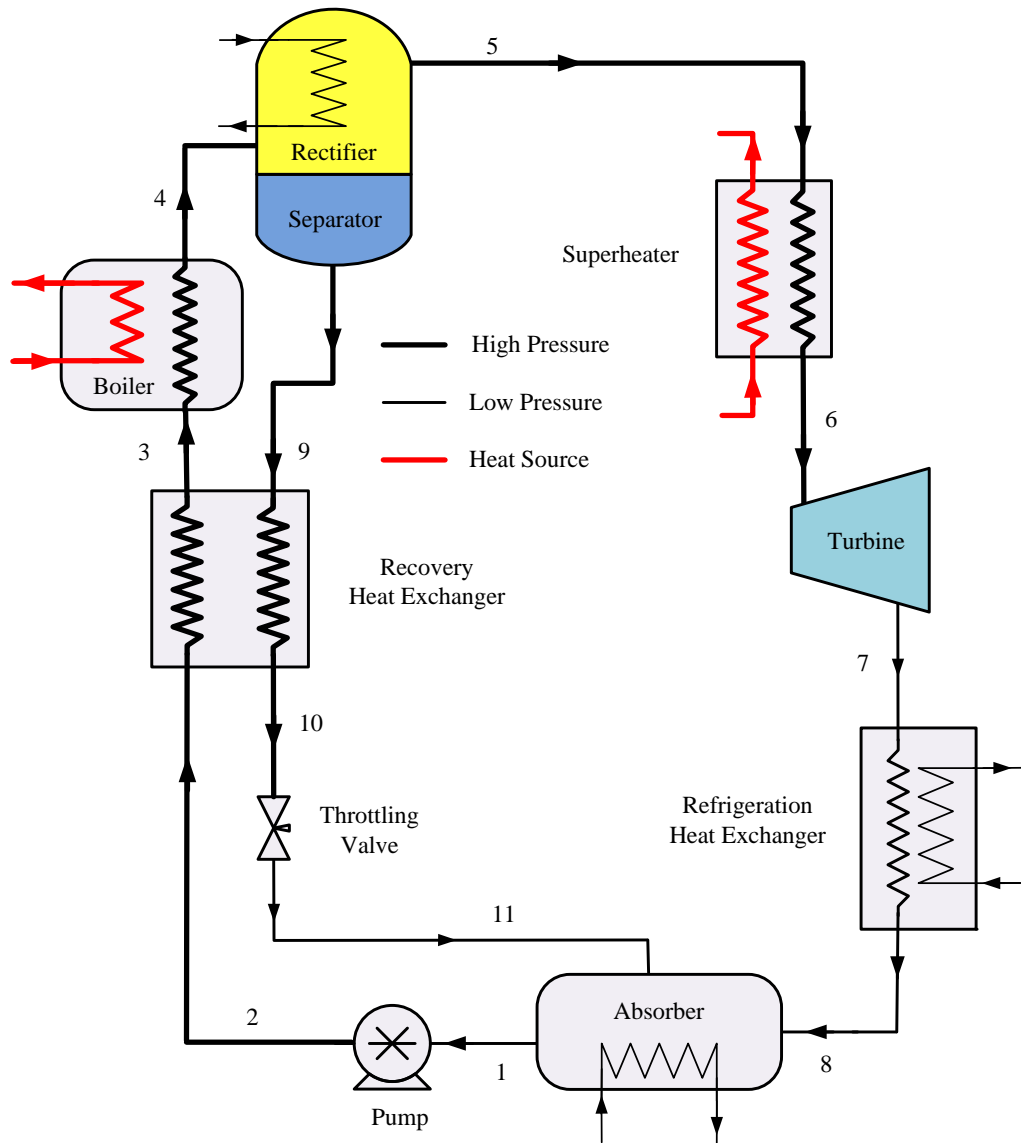 5
Rectifier
4
Separator
Superheater
Boiler
High Pressure
Low Pressure
6
3
9
Heat Source
Turbine
Recovery
Heat Exchanger
7
10
Throttling
Valve
Refrigeration
Heat Exchanger
11
2
Absorber
1
8
Pump